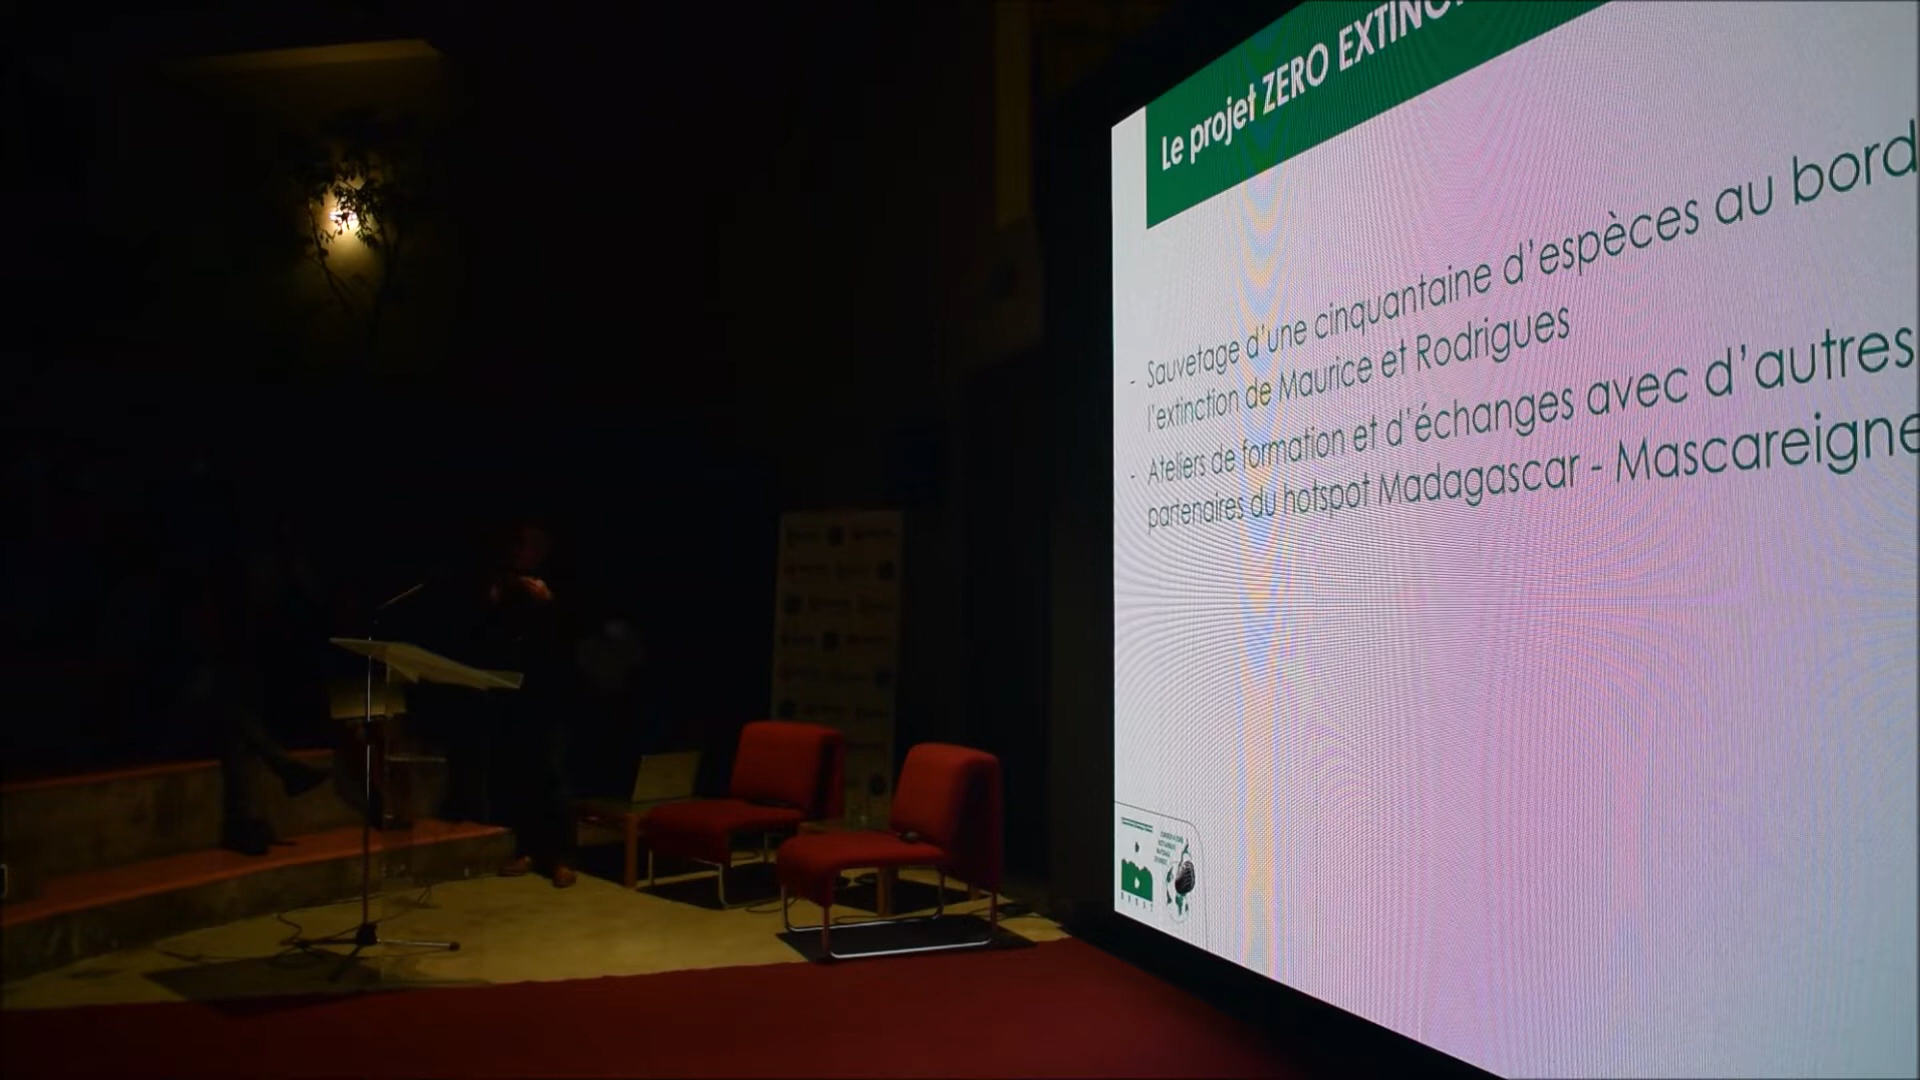 Le projet ZERO EXTINC
- Sauvetage d'une cinquantaine d'espèces au bord
l'extinction de Maurice et Rodrigues
- Ateliers de formation et d'échanges avec d'autres
partenaires du hotspot Madagascar - Mascareigne